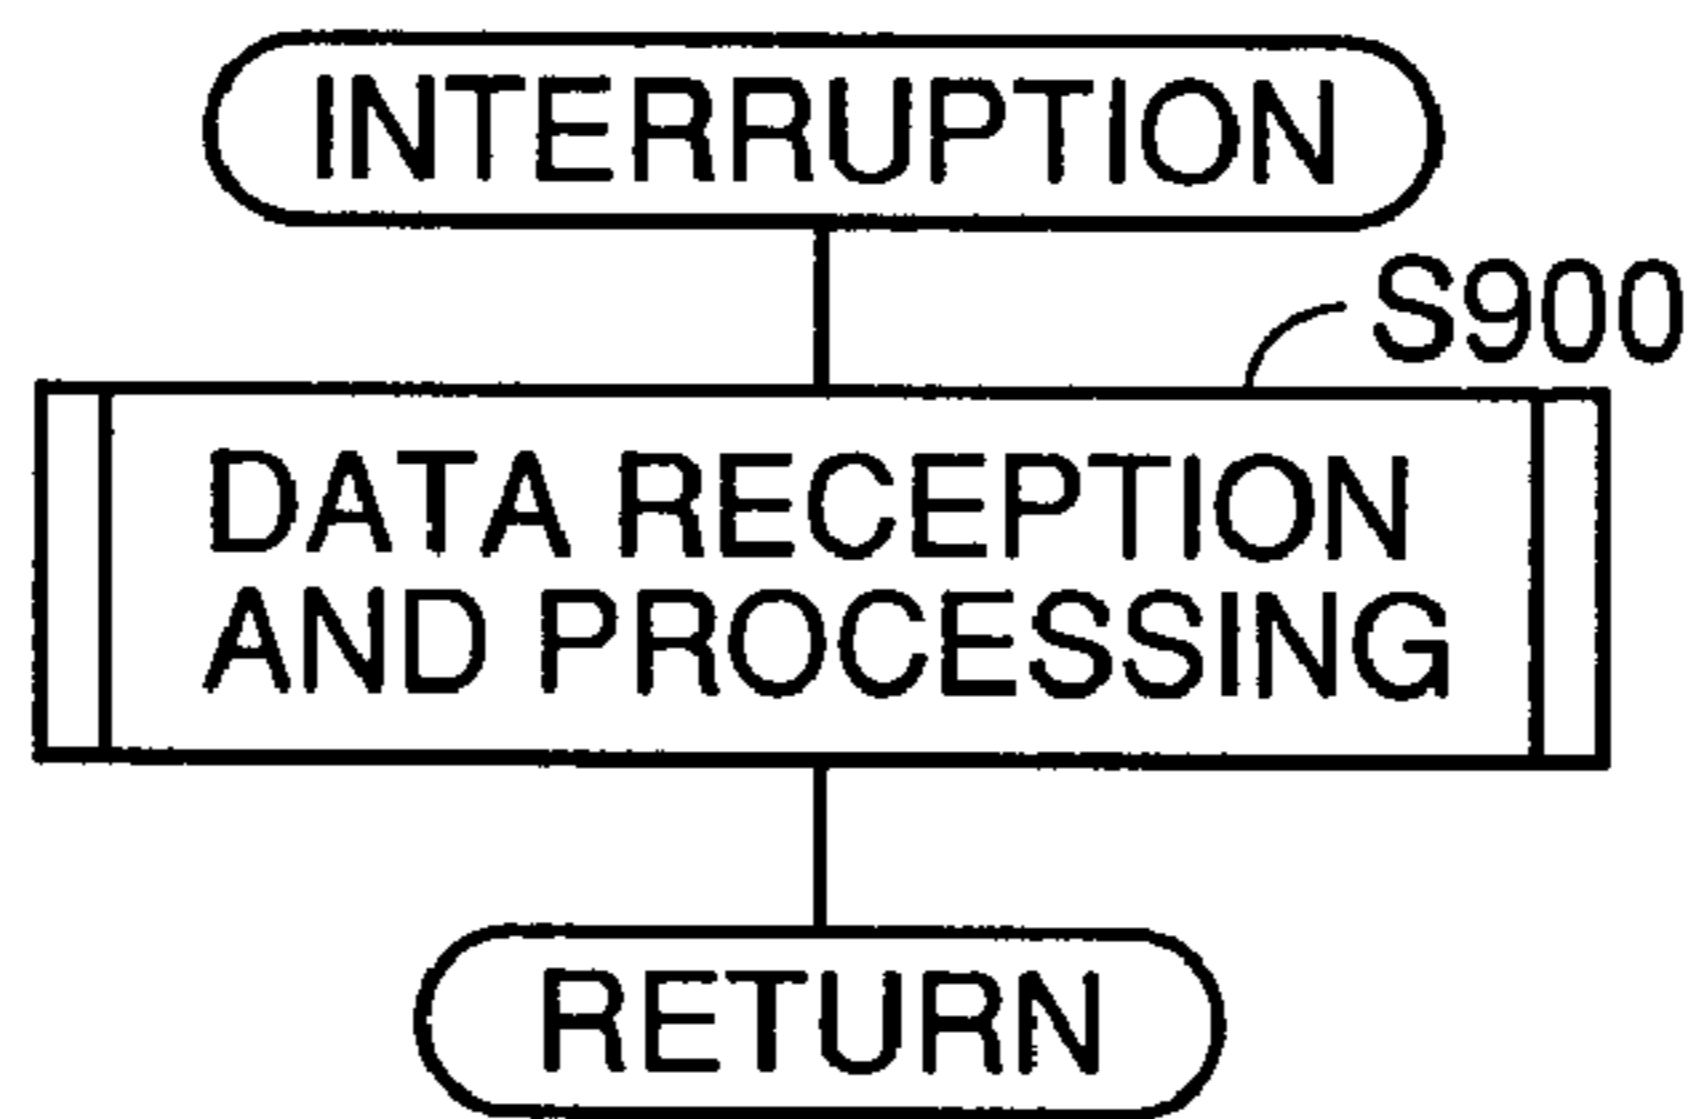 INTERRUPTION
S900
DATA RECEPTION
AND PROCESSING
RETURN